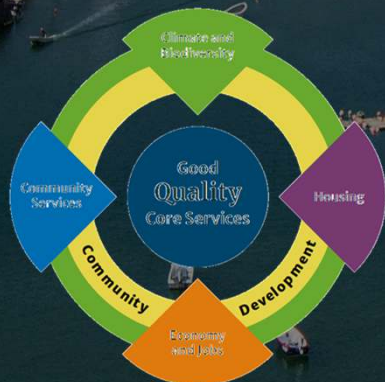 Climate and
Biodiversity
Community
Services
Good
Quality
Core Services
Housing
Community
Development
Economy
and Jobs